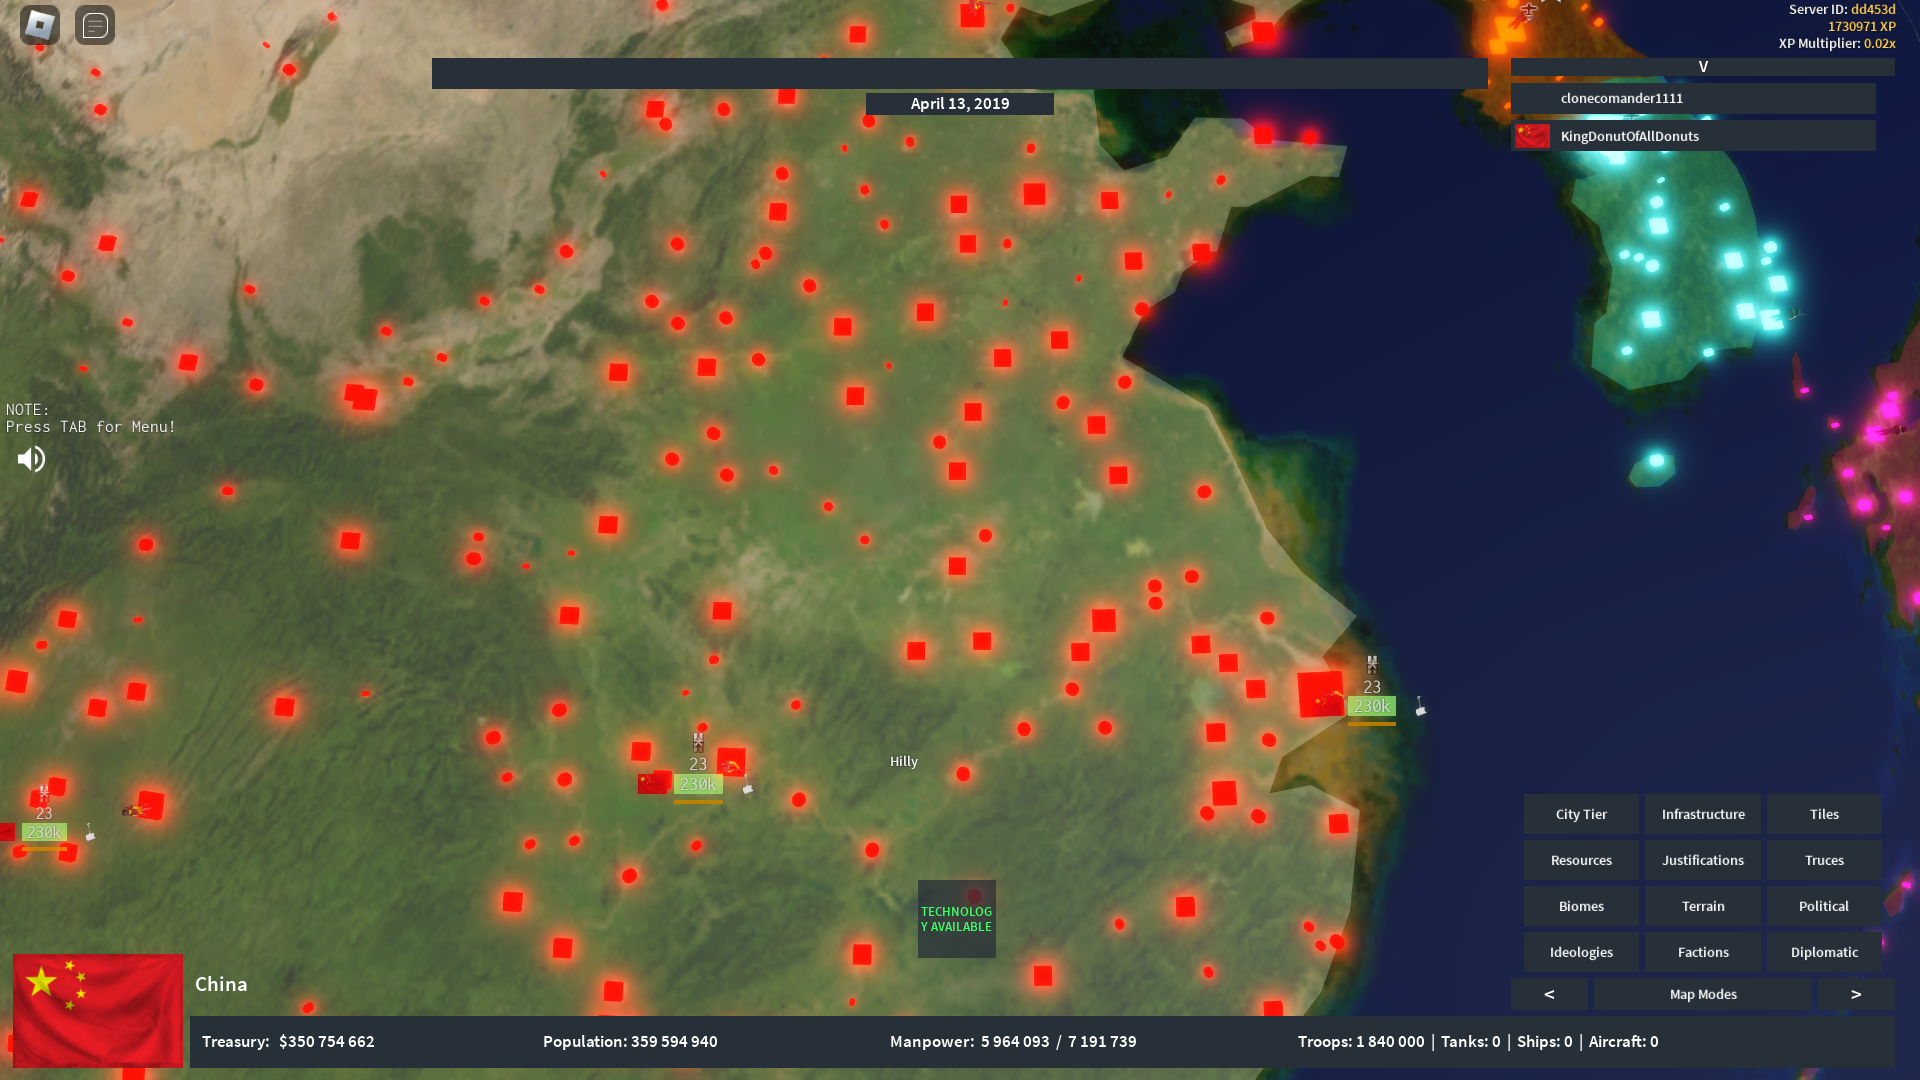 Server ID: dd453d
1730971 XP
XP Multiplier: 0.02x
V
clonecomander1111
KingDonutOfAllDonuts
April 13, 2019
NOTE:
Press TAB for Menu!
23
230k
23
230k
23
230k
Hilly
TECHNOLOG
Y AVAILABLE
City Tier
Infrastructure
Tiles
Resources
Justifications
Truces
Biomes
Terrain
Political
Ideologies
Factions
Diplomatic
<
Map Modes
>
China
Treasury: $350 754 662
Population: 359 594 940
Manpower: 5 964 093 / 7 191 739
Troops: 1 840 000 | Tanks: 0 | Ships: 0 | Aircraft: 0